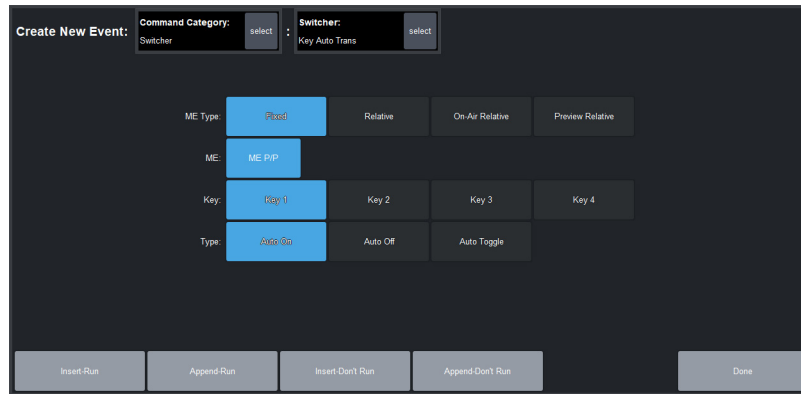 Create New Event:
Command Category:
Switcher
select
:
Switcher:
Key Auto Trans
select
ME Type: Fixed Relative On-Air Relative Preview Relative
ME: ME P/P
Key: Key 1 Key 2 Key 3 Key 4
Type: Auto On Auto Off Auto Toggle
Insert-Run Append-Run Insert-Don't Run Append-Don't Run Done